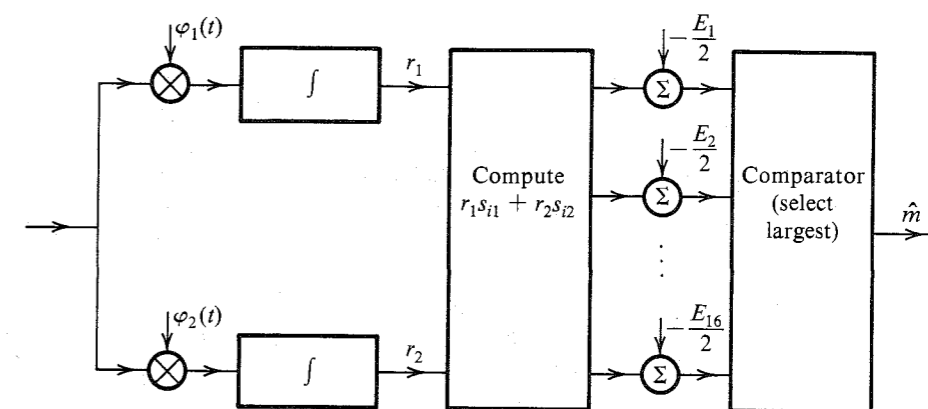 φ₁(t)
∫
r₁
φ₂(t)
∫
r₂
Compute
r₁sᵢ₁ + r₂sᵢ₂
−E₁/2
Σ
−E₂/2
Σ
−E₁₆/2
Σ
Comparator
(select
largest)
m̂